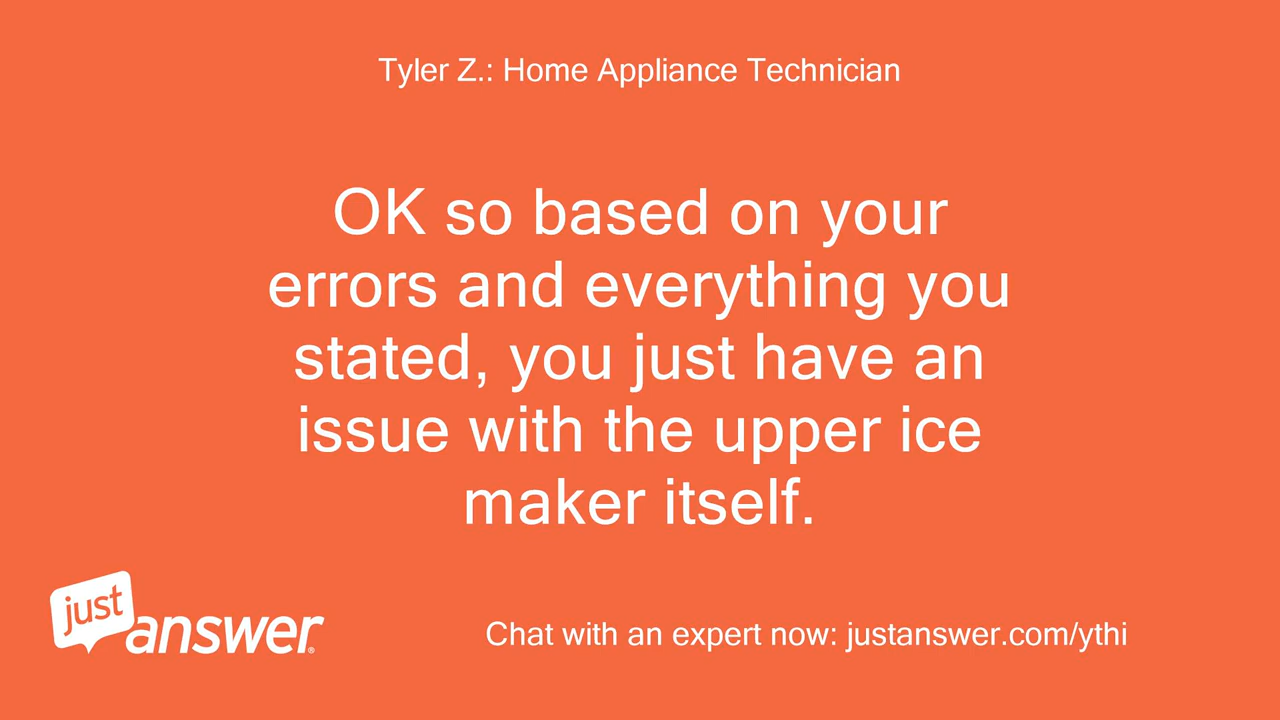 Tyler Z.: Home Appliance Technician
OK so based on your
errors and everything you
stated, you just have an
issue with the upper ice
maker itself.
just
answer®
Chat with an expert now: justanswer.com/ythi